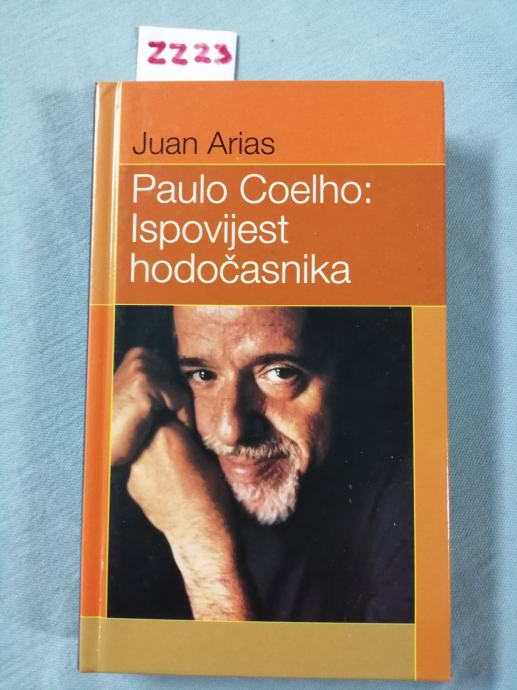 ZZ23
Juan Arias
Paulo Coelho:
Ispovijest
hodočasnika